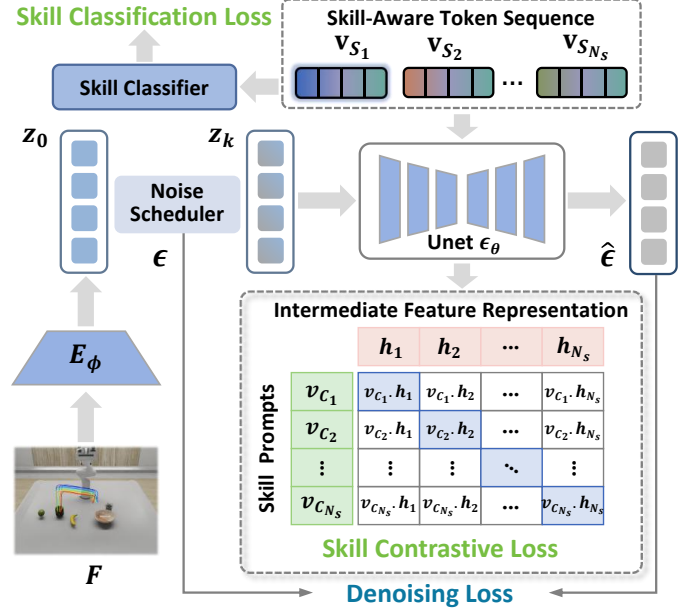 Skill Classification Loss
Skill-Aware Token Sequence
v_{S_1} v_{S_2} v_{S_{N_s}}
...
Skill Classifier
z_0 z_k
Noise
Scheduler
ϵ
Unet ϵ_θ
ϵ̂
E_ϕ
F
Intermediate Feature Representation
h_1 h_2 ... h_{N_s}
Skill Prompts
v_{C_1} v_{C_1}.h_1 v_{C_1}.h_2 ... v_{C_1}.h_{N_s}
v_{C_2} v_{C_2}.h_1 v_{C_2}.h_2 ... v_{C_2}.h_{N_s}
⋮ ⋮ ⋮ ⋱ ⋮
v_{C_{N_s}} v_{C_{N_s}}.h_1 v_{C_{N_s}}.h_2 ... v_{C_{N_s}}.h_{N_s}
Skill Contrastive Loss
Denoising Loss